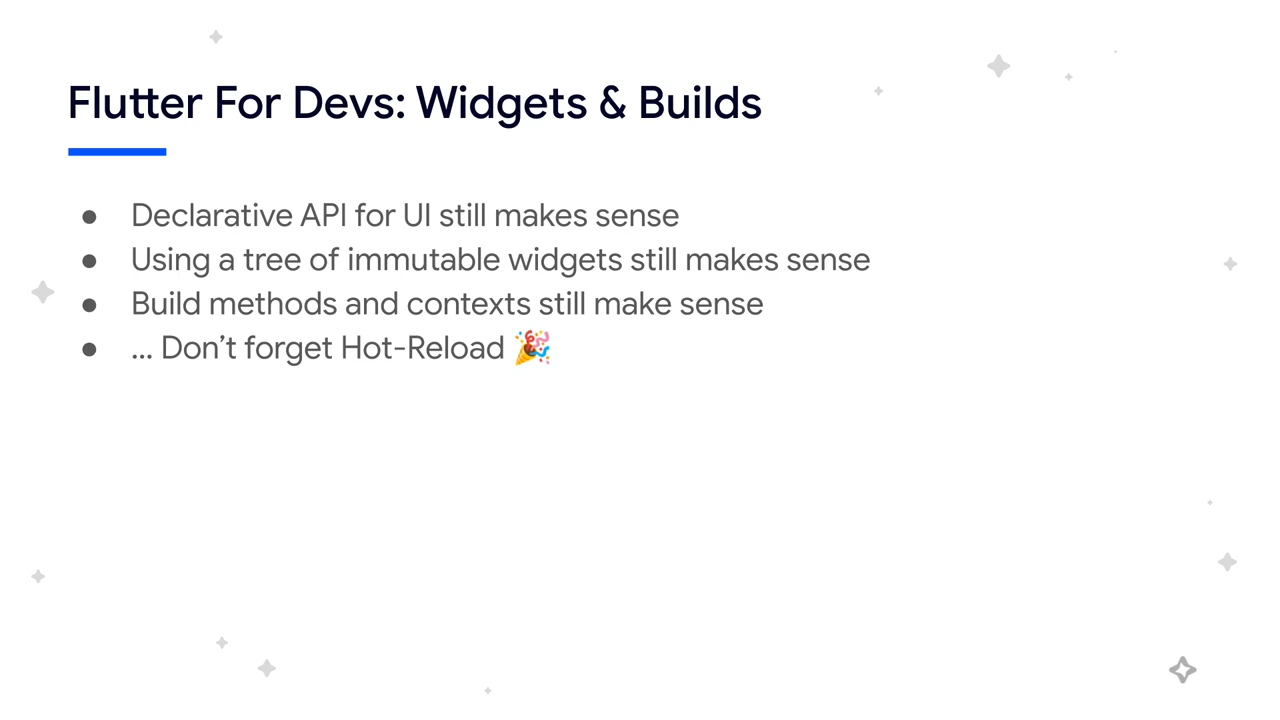 Flutter For Devs: Widgets & Builds
● Declarative API for UI still makes sense
● Using a tree of immutable widgets still makes sense
● Build methods and contexts still make sense
● ... Don’t forget Hot-Reload 🎉